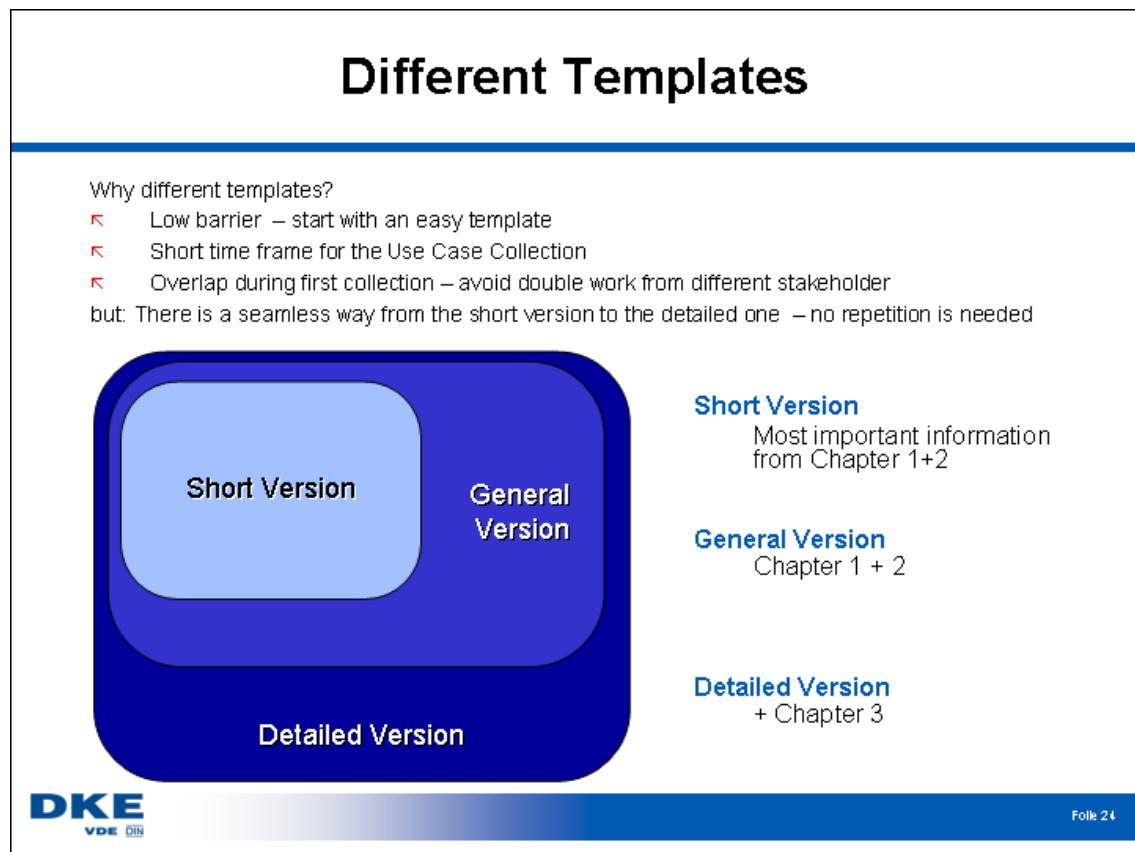 Different Templates
Why different templates?
Low barrier – start with an easy template
Short time frame for the Use Case Collection
Overlap during first collection – avoid double work from different stakeholder
but: There is a seamless way from the short version to the detailed one – no repetition is needed
Short Version
General
Version
Detailed Version
Short Version
Most important information
from Chapter 1+2
General Version
Chapter 1 + 2
Detailed Version
+ Chapter 3
DKE
VDE DIN
Folie 24